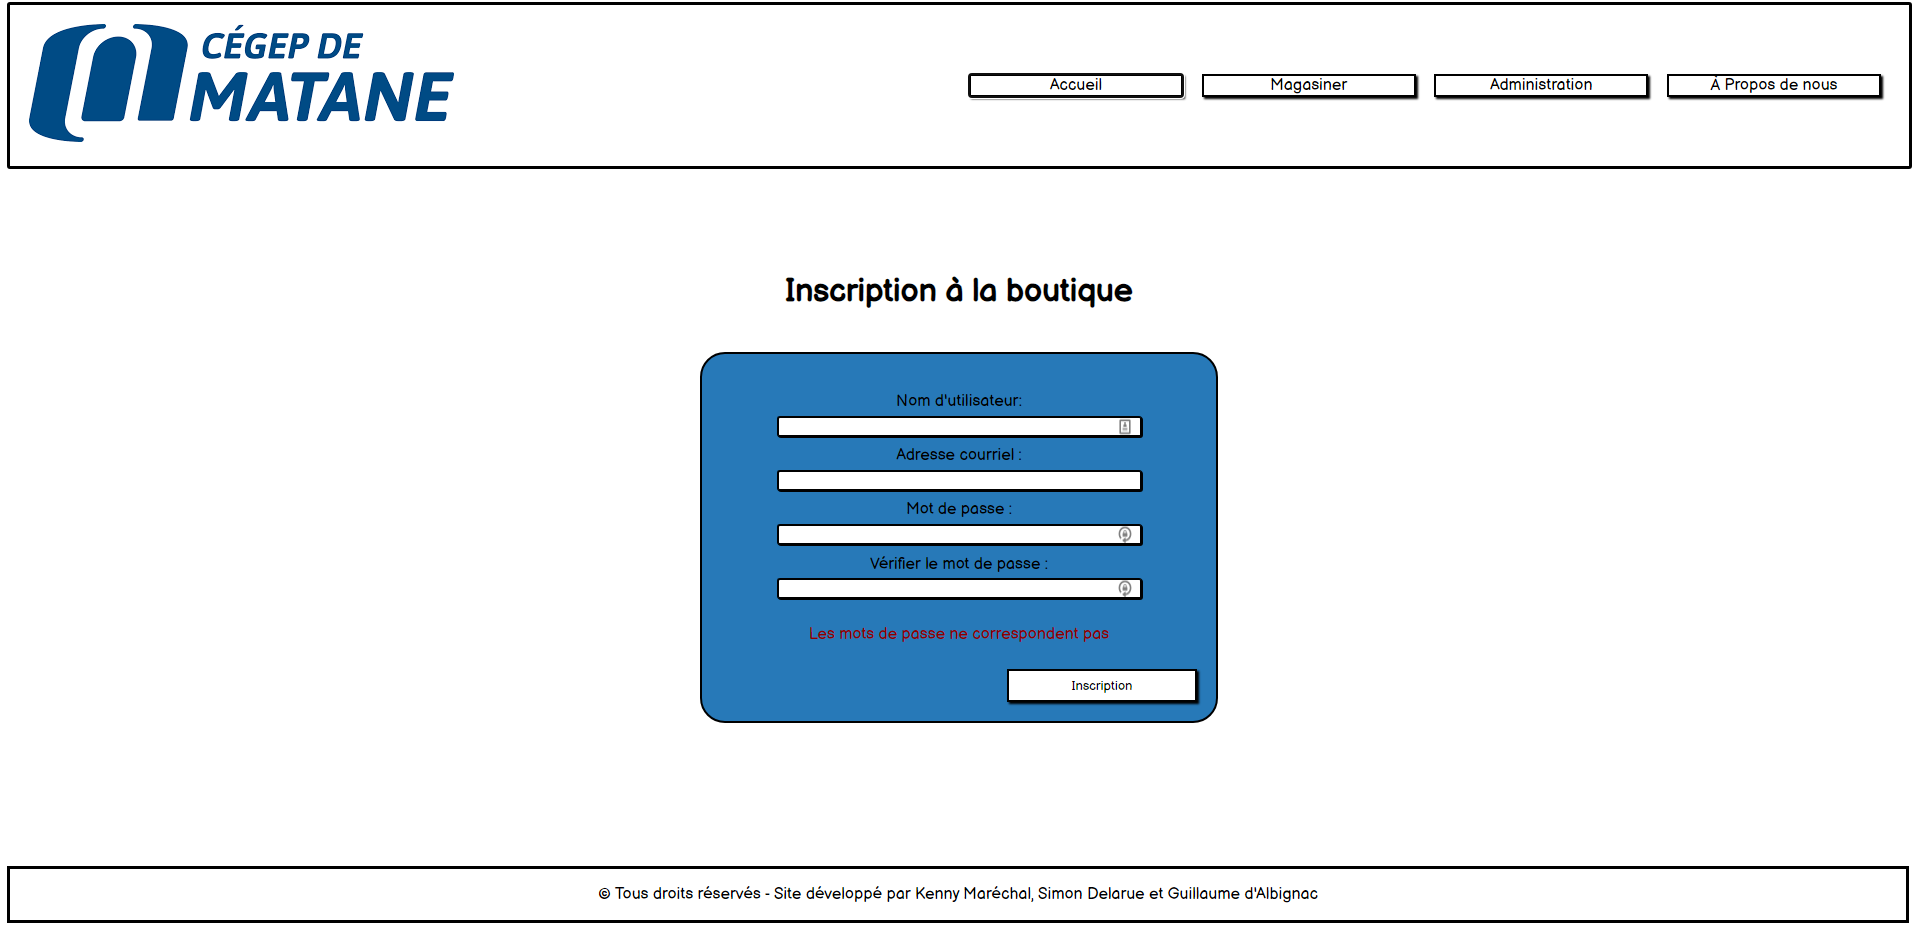 CÉGEP DE
MATANE
Accueil
Magasiner
Administration
À Propos de nous
Inscription à la boutique
Nom d'utilisateur:
Adresse courriel :
Mot de passe :
Vérifier le mot de passe :
Les mots de passe ne correspondent pas
Inscription
© Tous droits réservés - Site développé par Kenny Maréchal, Simon Delarue et Guillaume d'Albignac